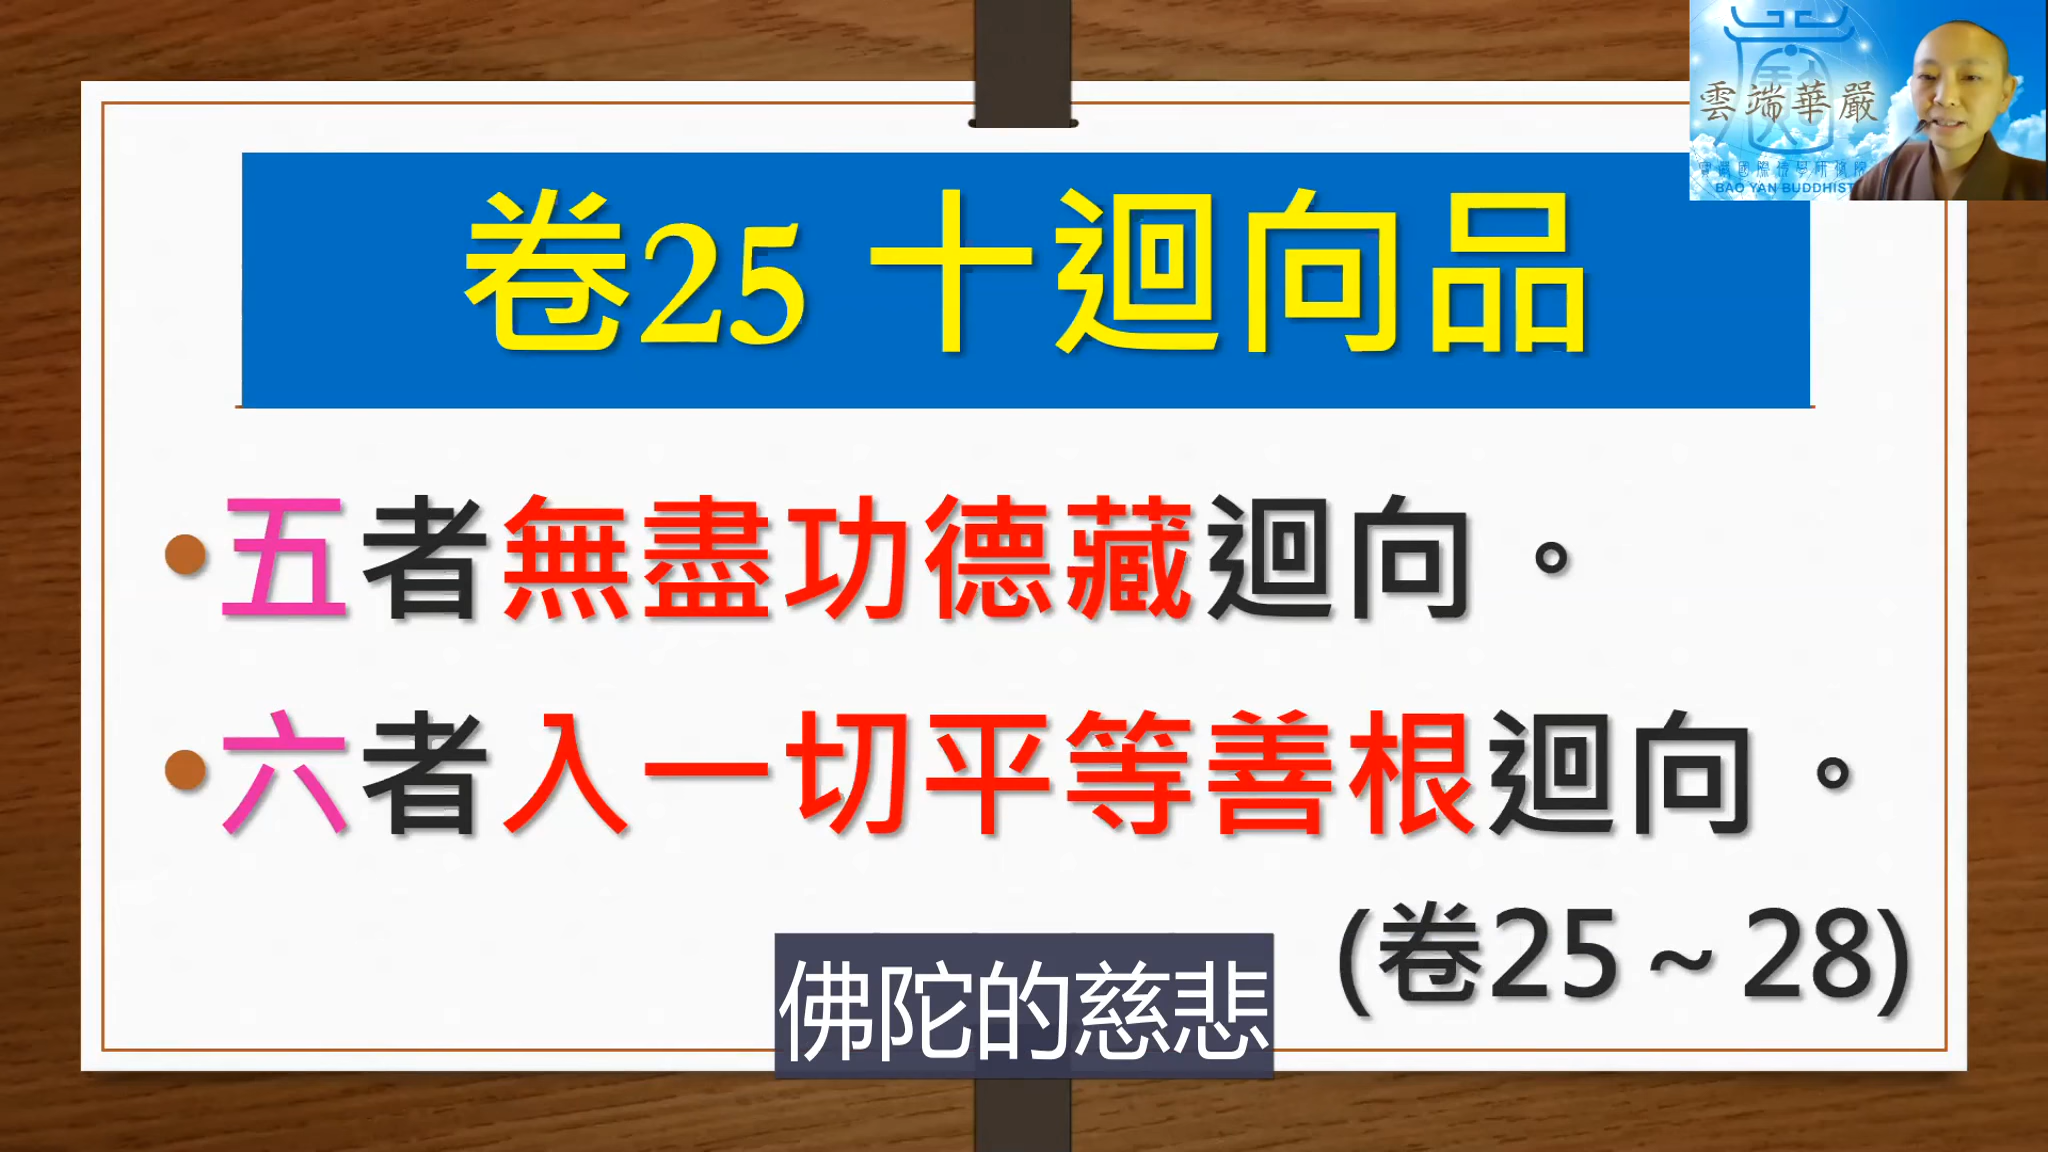 雲端華嚴
BAO YAN BUDDHIST
卷25 十迴向品
•五者無盡功德藏迴向。
•六者入一切平等善根迴向。
(卷25~28)
佛陀的慈悲